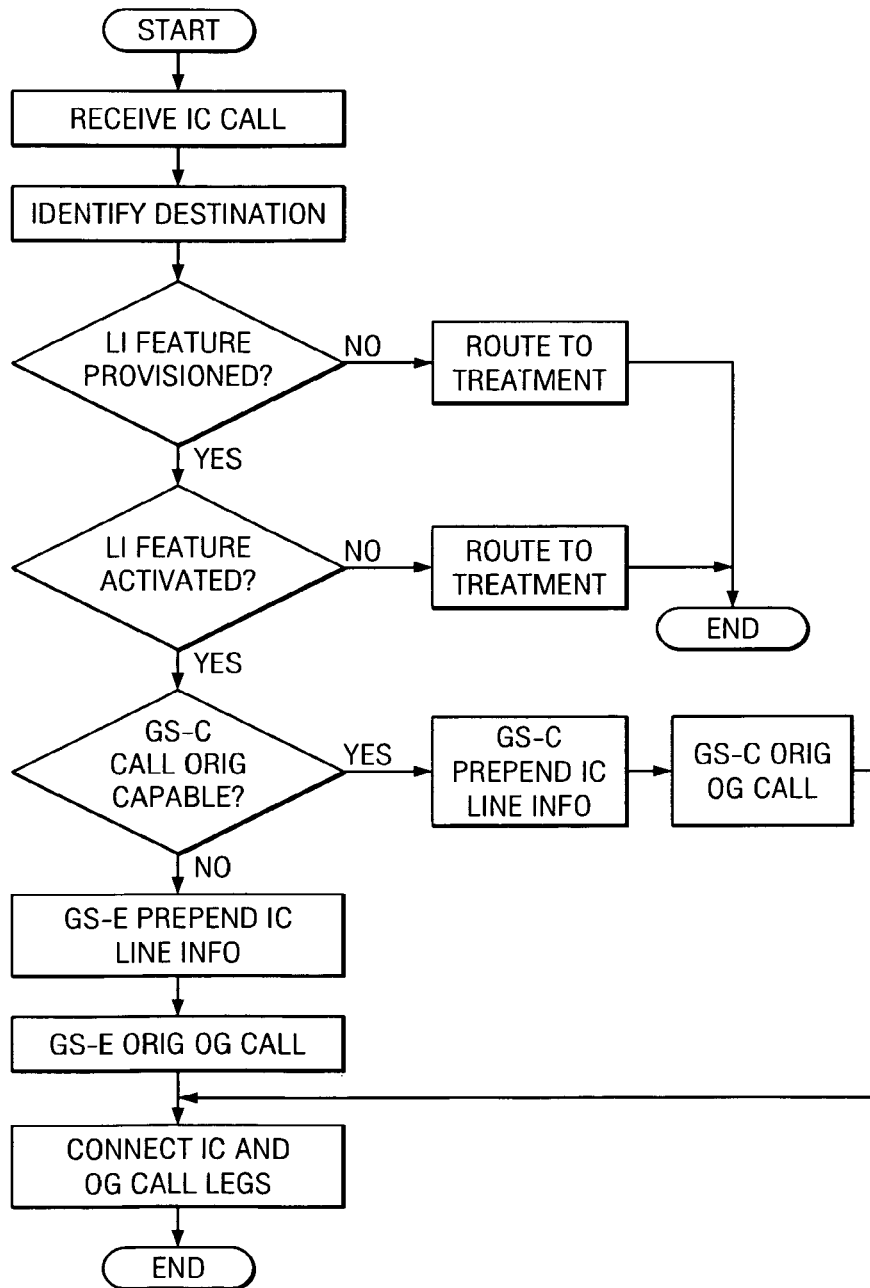 START
RECEIVE IC CALL
IDENTIFY DESTINATION
LI FEATURE
PROVISIONED?
NO
ROUTE TO
TREATMENT
YES
LI FEATURE
ACTIVATED?
NO
ROUTE TO
TREATMENT
END
YES
GS-C
CALL ORIG
CAPABLE?
YES
GS-C
PREPEND IC
LINE INFO
GS-C ORIG
OG CALL
NO
GS-E PREPEND IC
LINE INFO
GS-E ORIG OG CALL
CONNECT IC AND
OG CALL LEGS
END